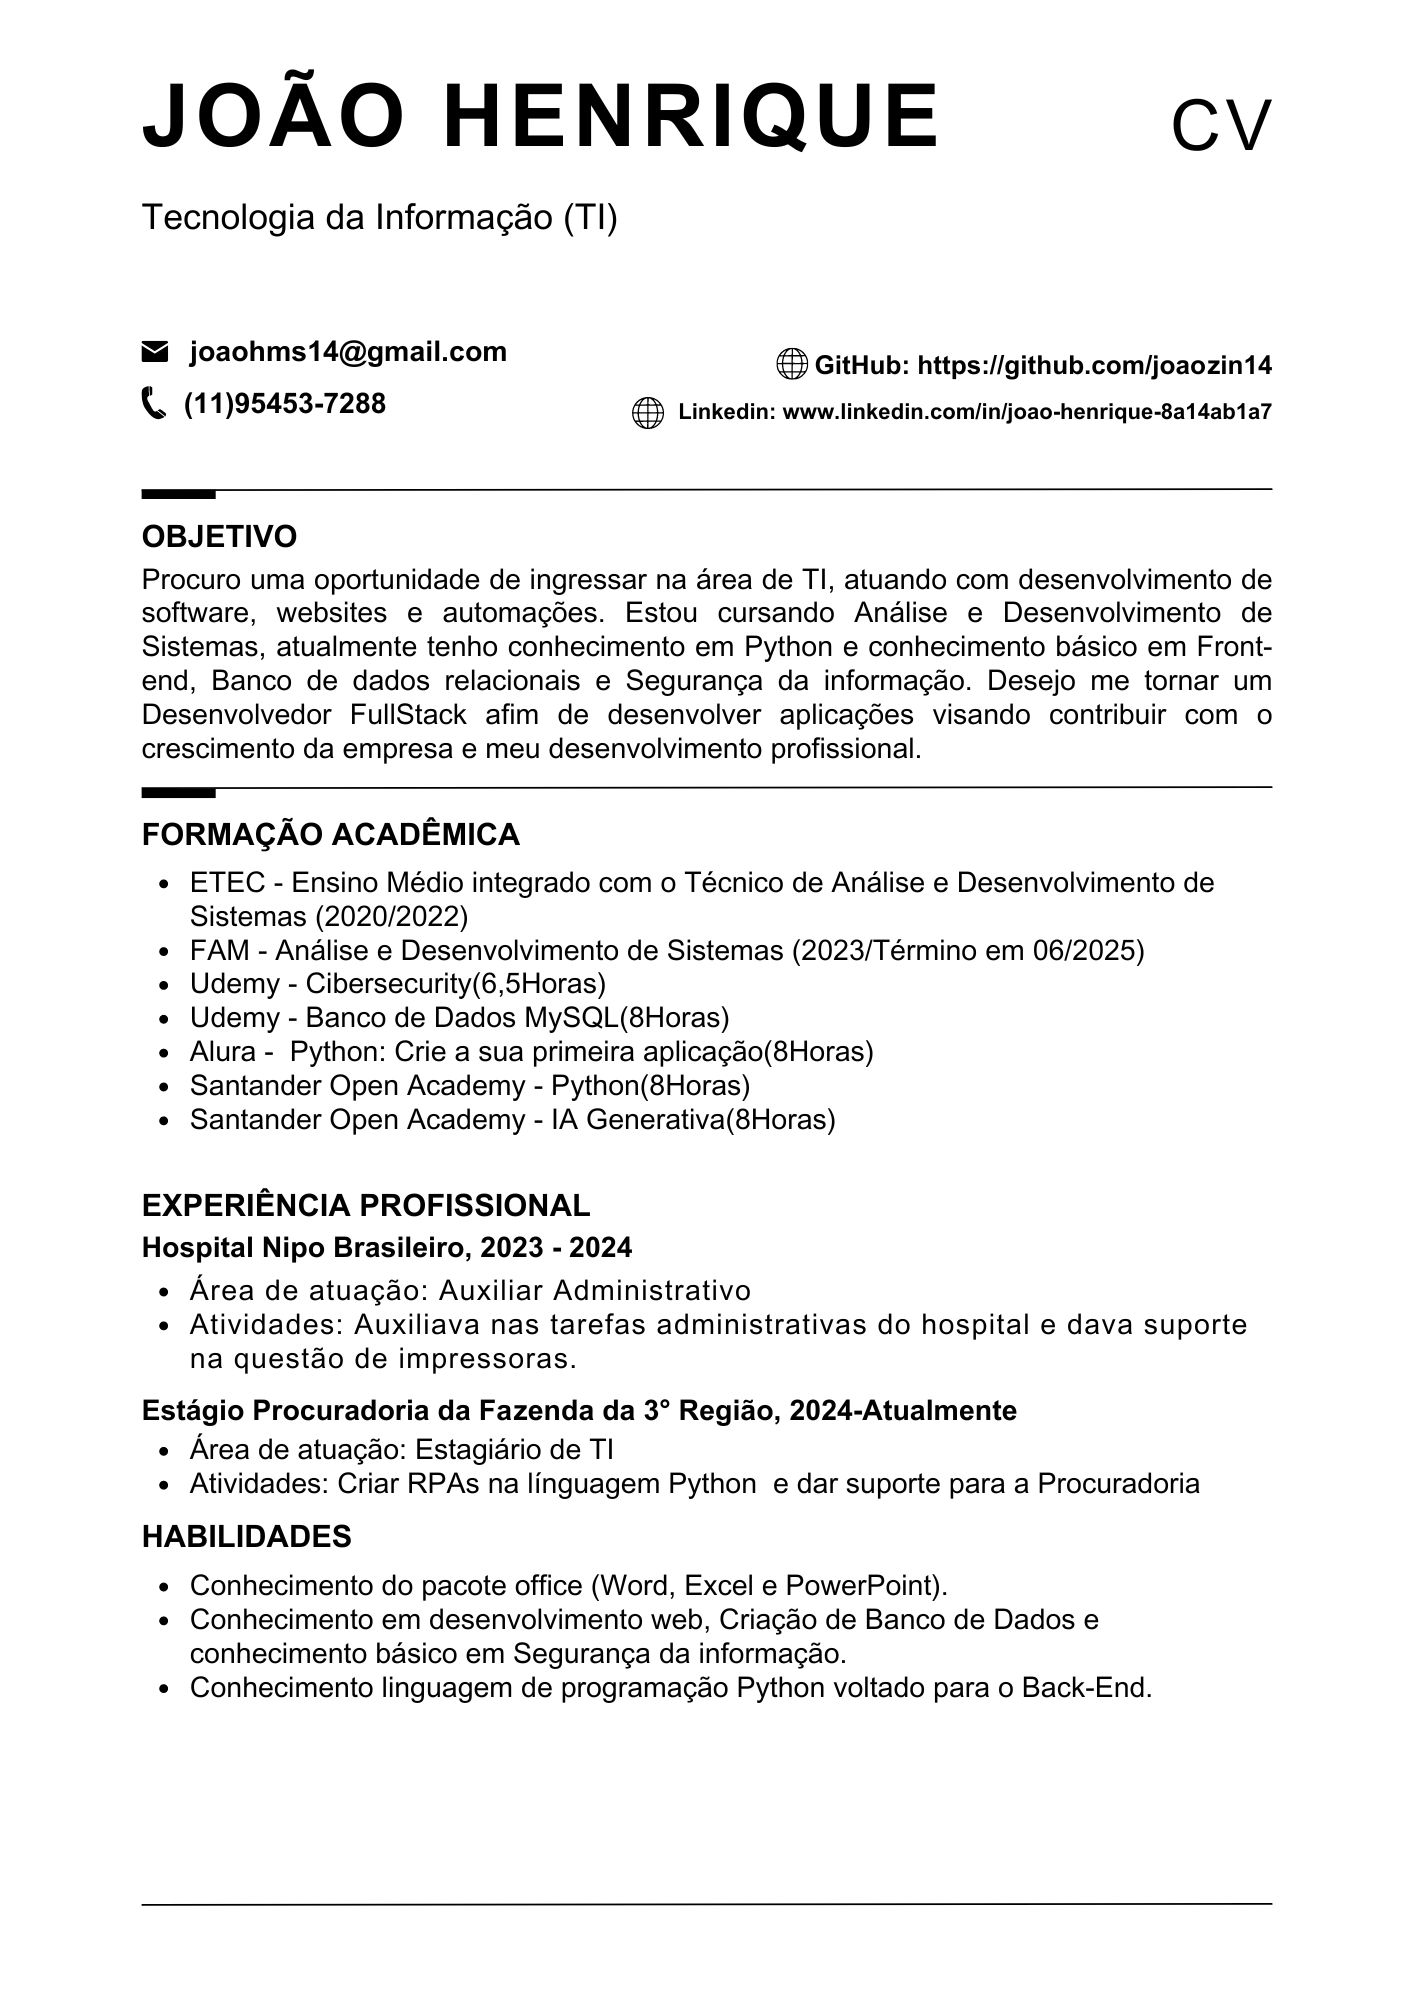 JOÃO HENRIQUE
CV
Tecnologia da Informação (TI)
joaohms14@gmail.com
(11)95453-7288
GitHub: https://github.com/joaozin14
Linkedin: www.linkedin.com/in/joao-henrique-8a14ab1a7
OBJETIVO
Procuro uma oportunidade de ingressar na área de TI, atuando com desenvolvimento de
software, websites e automações. Estou cursando Análise e Desenvolvimento de
Sistemas, atualmente tenho conhecimento em Python e conhecimento básico em Front-
end, Banco de dados relacionais e Segurança da informação. Desejo me tornar um
Desenvolvedor FullStack afim de desenvolver aplicações visando contribuir com o
crescimento da empresa e meu desenvolvimento profissional.
FORMAÇÃO ACADÊMICA
• ETEC - Ensino Médio integrado com o Técnico de Análise e Desenvolvimento de
Sistemas (2020/2022)
• FAM - Análise e Desenvolvimento de Sistemas (2023/Término em 06/2025)
• Udemy - Cibersecurity(6,5Horas)
• Udemy - Banco de Dados MySQL(8Horas)
• Alura -  Python: Crie a sua primeira aplicação(8Horas)
• Santander Open Academy - Python(8Horas)
• Santander Open Academy - IA Generativa(8Horas)
EXPERIÊNCIA PROFISSIONAL
Hospital Nipo Brasileiro, 2023 - 2024
• Área de atuação: Auxiliar Administrativo
• Atividades: Auxiliava nas tarefas administrativas do hospital e dava suporte
na questão de impressoras.
Estágio Procuradoria da Fazenda da 3° Região, 2024-Atualmente
• Área de atuação: Estagiário de TI
• Atividades: Criar RPAs na línguagem Python  e dar suporte para a Procuradoria
HABILIDADES
• Conhecimento do pacote office (Word, Excel e PowerPoint).
• Conhecimento em desenvolvimento web, Criação de Banco de Dados e
conhecimento básico em Segurança da informação.
• Conhecimento linguagem de programação Python voltado para o Back-End.